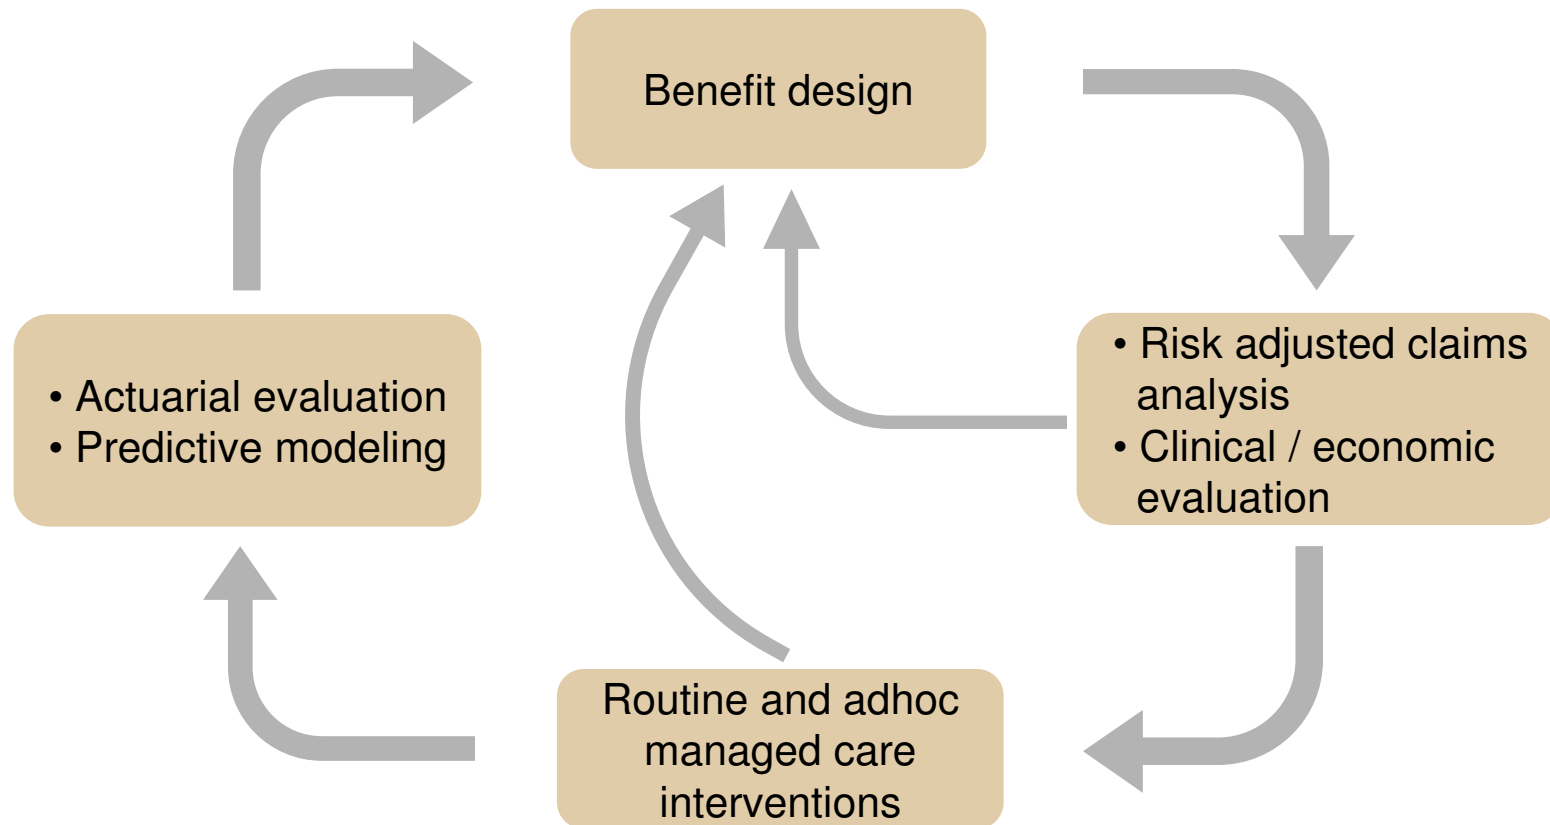 Benefit design
• Actuarial evaluation
• Predictive modeling
• Risk adjusted claims
analysis
• Clinical / economic
evaluation
Routine and adhoc
managed care
interventions